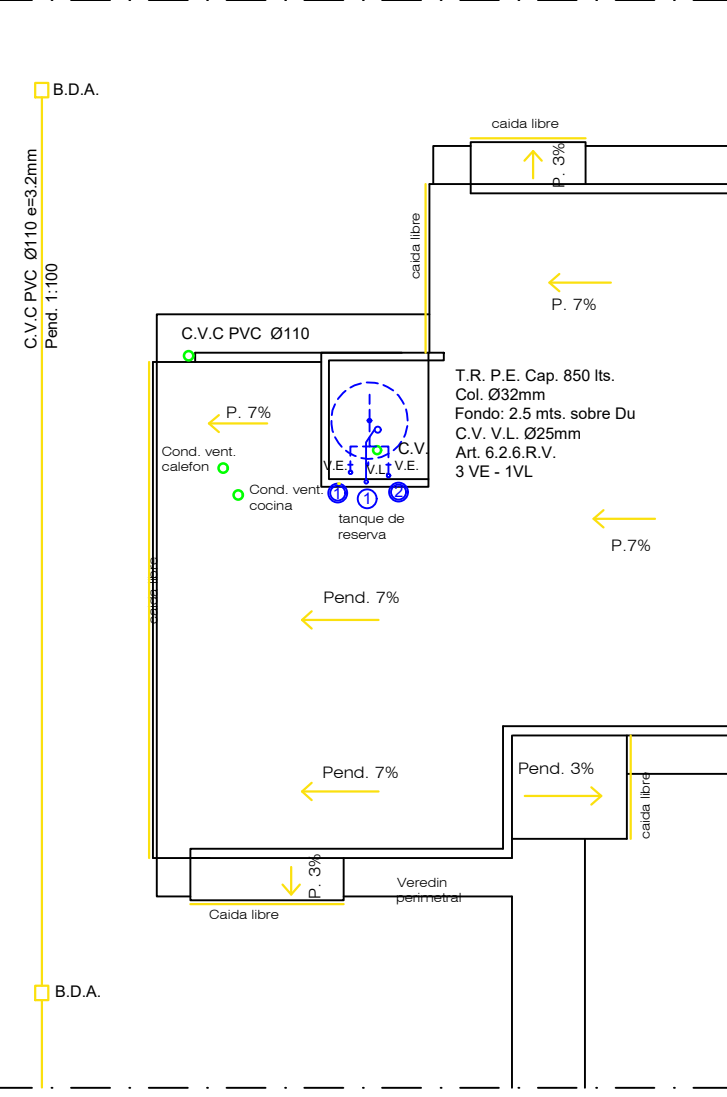 B.D.A.
caida libre
P. 3%
C.V.C PVC Ø110 e=3.2mm
Pend. 1:100
caida libre
P. 7%
C.V.C PVC Ø110
T.R. P.E. Cap. 850 lts.
Col. Ø32mm
Fondo: 2.5 mts. sobre Du
C.V. V.L. Ø25mm
Art. 6.2.6.R.V.
3 VE - 1VL
P. 7%
Cond. vent.
calefon
C.V.
V.E.
V.L
V.E.
Cond. vent.
cocina
1
1
2
tanque de
reserva
P.7%
caida libre
Pend. 7%
Pend. 7%
Pend. 3%
caida libre
P. 3%
Veredin
perimetral
Caida libre
B.D.A.